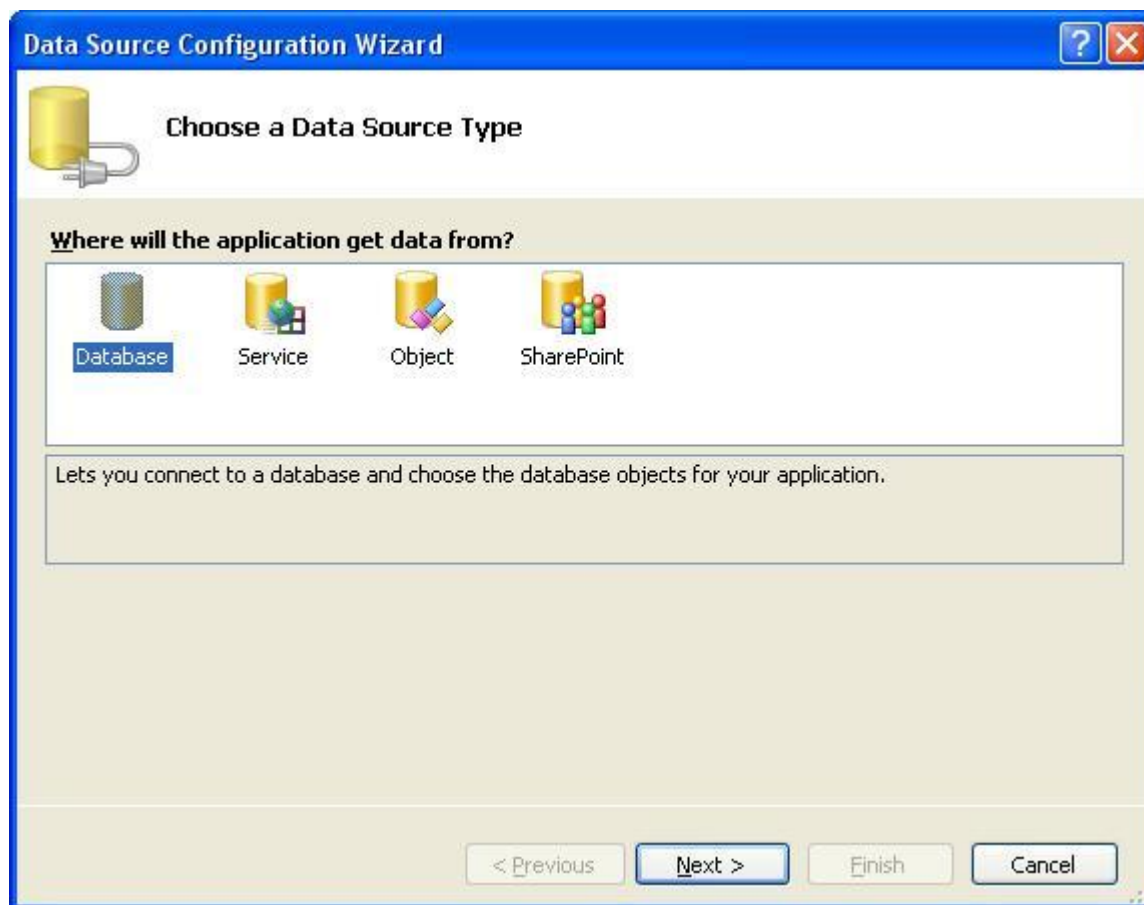 Data Source Configuration Wizard
Choose a Data Source Type
Where will the application get data from?
Database Service Object SharePoint
Lets you connect to a database and choose the database objects for your application.
< Previous Next > Finish Cancel